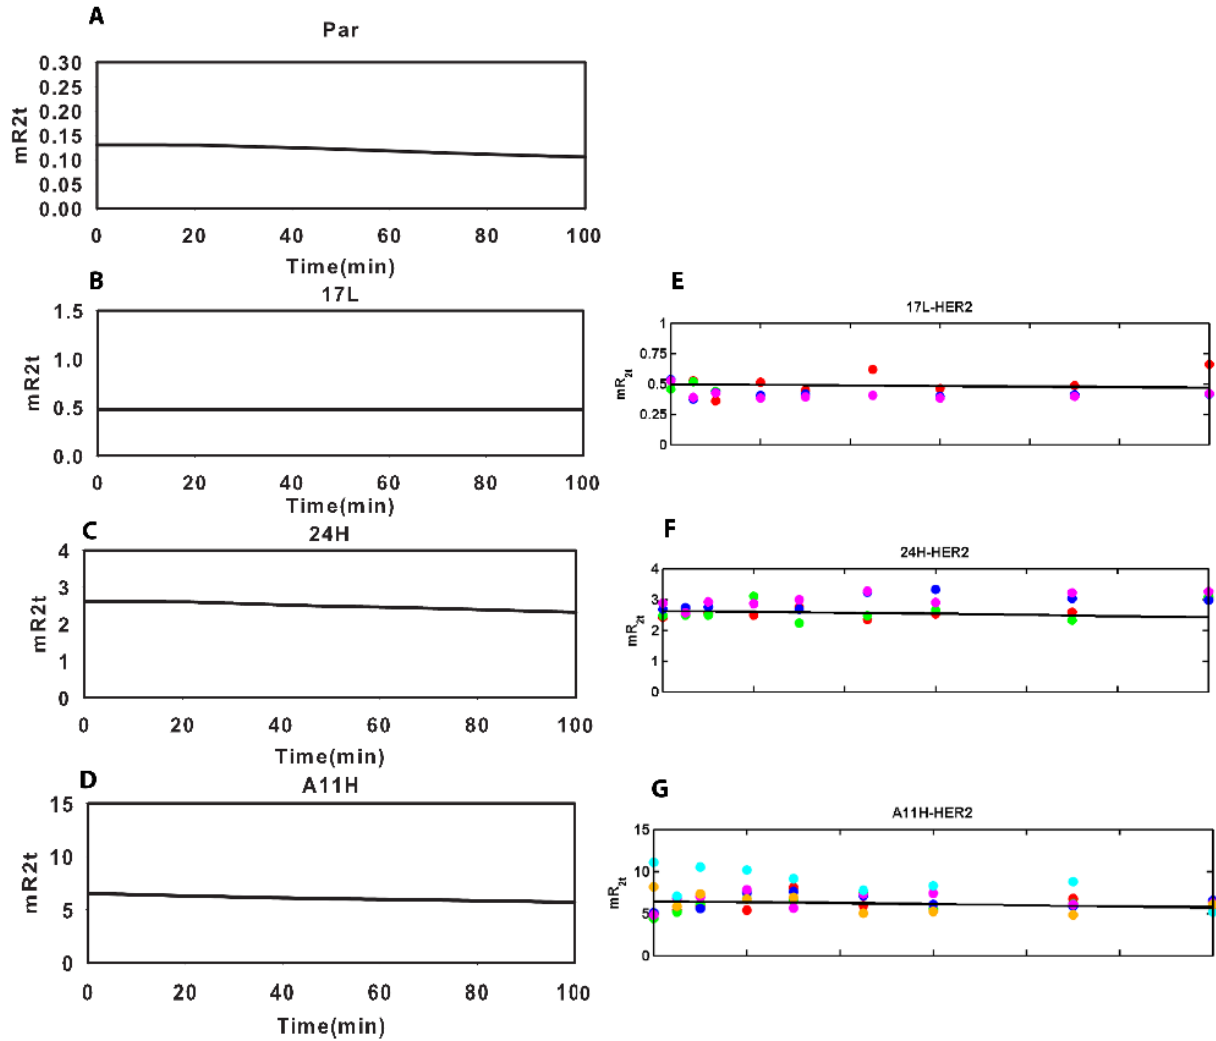 A
Par
0.30
0.25
0.20
0.15
0.10
0.05
0.00
mR2t
0 20 40 60 80 100
Time(min)
B
17L
1.5
1.0
0.5
0.0
mR2t
0 20 40 60 80 100
Time(min)
C
24H
4
3
2
1
0
mR2t
0 20 40 60 80 100
Time(min)
D
A11H
15
10
5
0
mR2t
0 20 40 60 80 100
Time(min)
E
17L-HER2
1
0.75
0.5
0.25
0
mR2t
F
24H-HER2
4
3
2
1
0
mR2t
G
A11H-HER2
15
10
5
0
mR2t